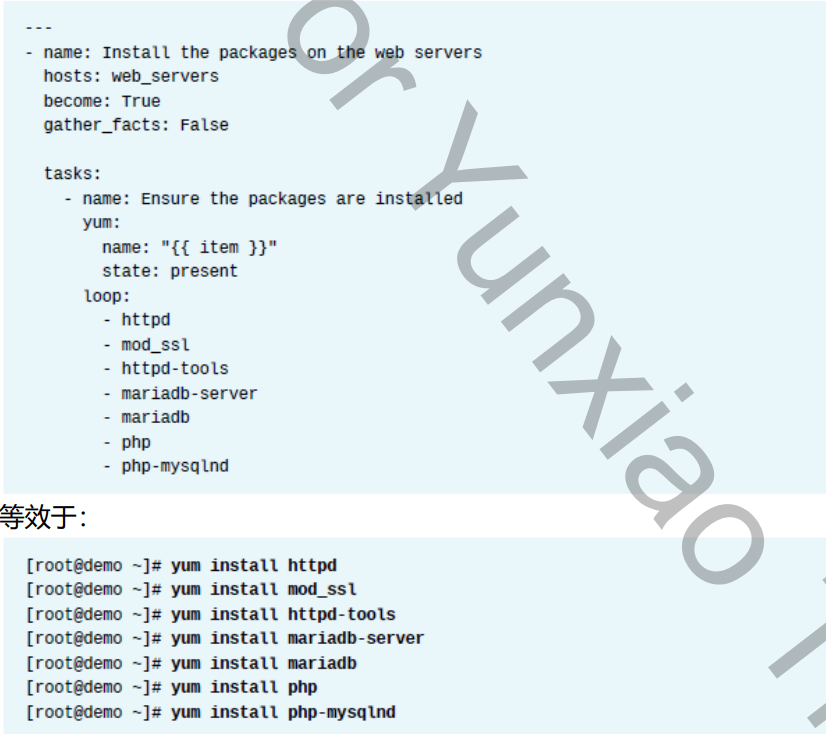 ---
- name: Install the packages on the web servers
  hosts: web_servers
  become: True
  gather_facts: False

  tasks:
    - name: Ensure the packages are installed
      yum:
        name: "{{ item }}"
        state: present
      loop:
        - httpd
        - mod_ssl
        - httpd-tools
        - mariadb-server
        - mariadb
        - php
        - php-mysqlnd
等效于：
[root@demo ~]# yum install httpd
[root@demo ~]# yum install mod_ssl
[root@demo ~]# yum install httpd-tools
[root@demo ~]# yum install mariadb-server
[root@demo ~]# yum install mariadb
[root@demo ~]# yum install php
[root@demo ~]# yum install php-mysqlnd
or Yunxiao